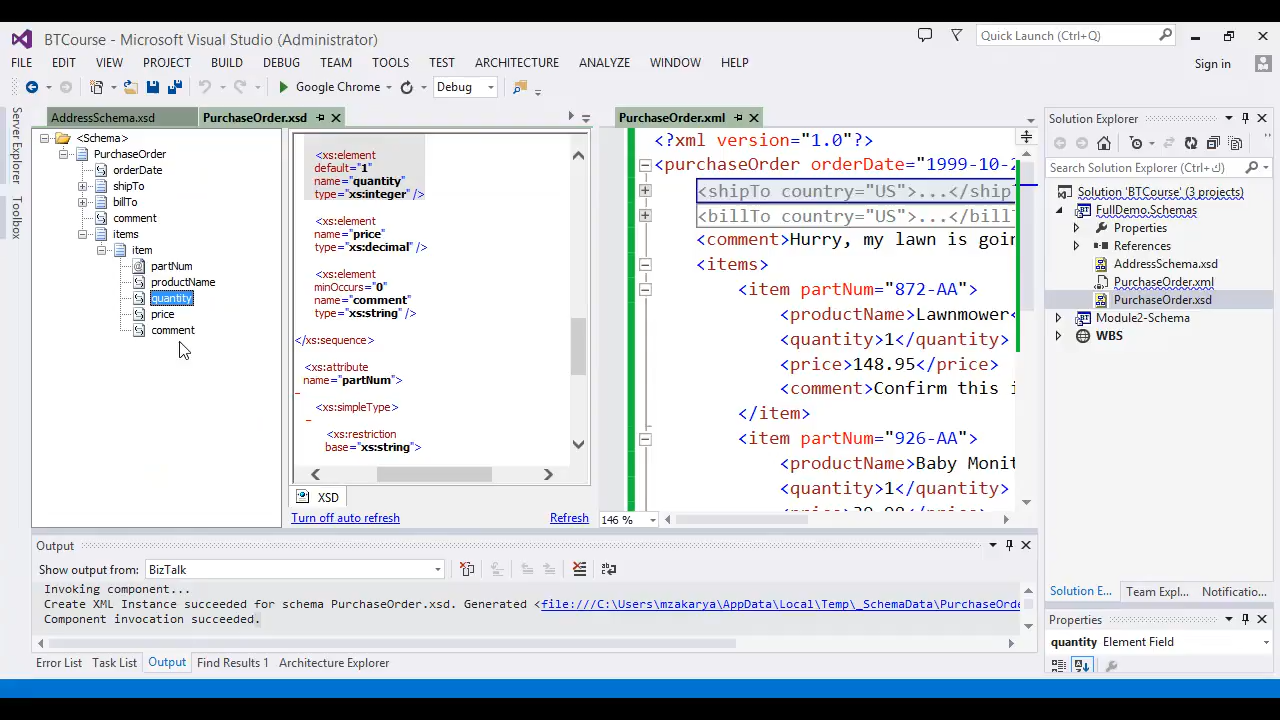 BTCourse - Microsoft Visual Studio (Administrator)
Quick Launch (Ctrl+Q)
FILE EDIT VIEW PROJECT BUILD DEBUG TEAM TOOLS TEST ARCHITECTURE ANALYZE WINDOW HELP
Sign in
Google Chrome
Debug
Server Explorer
Toolbox
AddressSchema.xsd
PurchaseOrder.xsd
<Schema>
PurchaseOrder
orderDate
shipTo
billTo
comment
items
item
partNum
productName
quantity
price
comment
<xs:element
default="1"
name="quantity"
type="xs:integer" />
<xs:element
name="price"
type="xs:decimal" />
<xs:element
minOccurs="0"
name="comment"
type="xs:string" />
</xs:sequence>
<xs:attribute
name="partNum">
<xs:simpleType>
<xs:restriction
base="xs:string">
XSD
Turn off auto refresh
Refresh
PurchaseOrder.xml
<?xml version="1.0"?>
<purchaseOrder orderDate="1999-10-2
<shipTo country="US">...</ship
<billTo country="US">...</bill
<comment>Hurry, my lawn is goin
<items>
<item partNum="872-AA">
<productName>Lawnmower<
<quantity>1</quantity>
<price>148.95</price>
<comment>Confirm this i
</item>
<item partNum="926-AA">
<productName>Baby Monit
<quantity>1</quantity>
146 %
Solution Explorer
Search Solution Explorer (Ctrl+;)
Solution 'BTCourse' (3 projects)
FullDemo.Schemas
Properties
References
AddressSchema.xsd
PurchaseOrder.xml
PurchaseOrder.xsd
Module2-Schema
WBS
Solution E...
Team Expl...
Notificatio...
Properties
quantity Element Field
Output
Show output from:
BizTalk
Invoking component...
Create XML Instance succeeded for schema PurchaseOrder.xsd. Generated <file:///C:\Users\mzakarya\AppData\Local\Temp\_SchemaData\PurchaseOrde
Component invocation succeeded.
Error List
Task List
Output
Find Results 1
Architecture Explorer